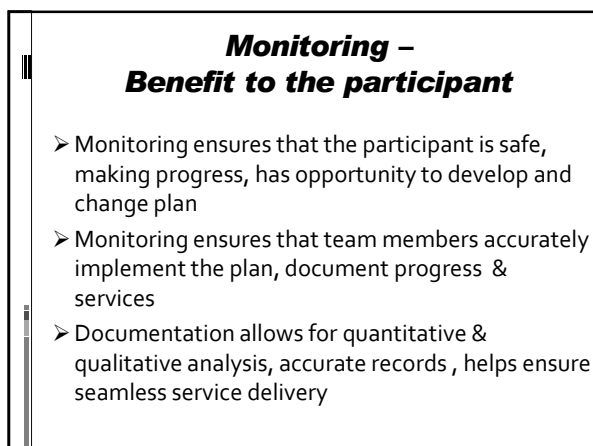 Monitoring –
Benefit to the participant
➢ Monitoring ensures that the participant is safe,
making progress, has opportunity to develop and
change plan
➢ Monitoring ensures that team members accurately
implement the plan, document progress &
services
➢ Documentation allows for quantitative &
qualitative analysis, accurate records , helps ensure
seamless service delivery